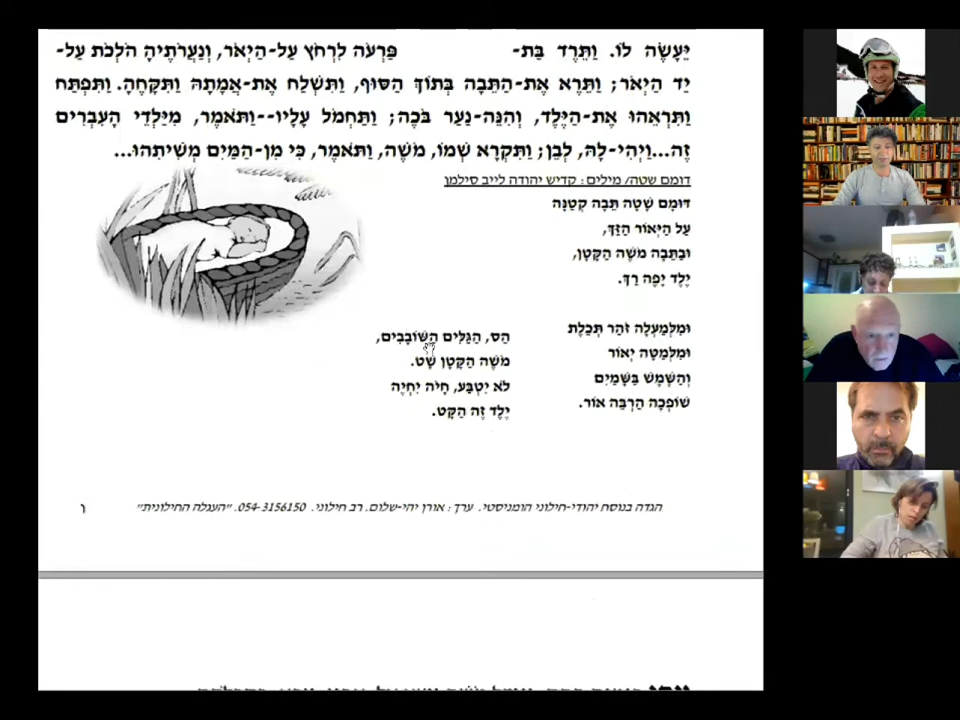 יֵּעָשֶׂה לוֹ. וַתֵּרֶד בַּת- פַּרְעֹה לִרְחֹץ עַל-הַיְאֹר, וְנַעֲרֹתֶיהָ הֹלְכֹת עַל-
יַד הַיְאֹר; וַתֵּרֶא אֶת-הַתֵּבָה בְּתוֹךְ הַסּוּף, וַתִּשְׁלַח אֶת-אֲמָתָהּ וַתִּקָּחֶהָ. וַתִּפְתַּח
וַתִּרְאֵהוּ אֶת-הַיֶּלֶד, וְהִנֵּה-נַעַר בֹּכֶה; וַתַּחְמֹל עָלָיו--וַתֹּאמֶר, מִיַּלְדֵי הָעִבְרִים
זֶה...וַיְהִי-לָהּ, לְבֵן; וַתִּקְרָא שְׁמוֹ, מֹשֶׁה, וַתֹּאמֶר, כִּי מִן-הַמַּיִם מְשִׁיתִהוּ...
דומם שטה/ מילים: קדיש יהודה לייב סילמן
דּוּמָם שָׁטָה תֵּבָה קְטַנָּה
עַל הַיְאוֹר הַזַּךְ,
וּבַתֵּבָה מֹשֶׁה הַקָּטָן,
יֶלֶד יָפֶה רַךְ.
וּמִלְמַעְלָה זֹהַר תְּכֵלֶת
וּמִלְמַטָּה יְאוֹר
וְהַשֶּׁמֶשׁ בַּשָּׁמַיִם
שׁוֹפְכָה הַרְבֵּה אוֹר.
הַס, הַגַּלִּים הַשּׁוֹבָבִים,
מֹשֶׁה הַקָּטָן שָׁט.
לֹא יִטְבַּע, חָיֹה יִחְיֶה
יֶלֶד זֶה הַקָּט.
הגדה בנוסח יהודי-חילוני הומניסטי. ערך: אורן יהי-שלום. רב חילוני. 054-3156150. "העגלה החילונית"